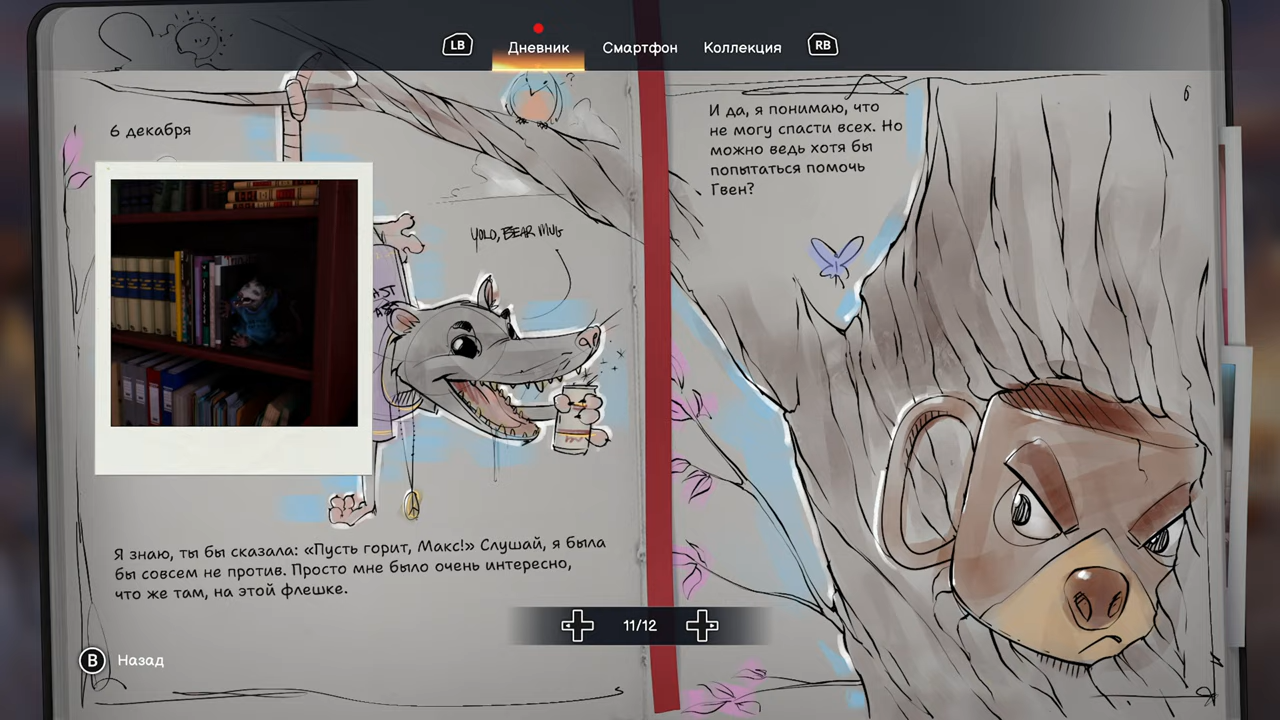 LB
Дневник
Смартфон
Коллекция
RB
6 декабря
YOLO, BEAR MUG
Я знаю, ты бы сказала: «Пусть горит, Макс!» Слушай, я была
бы совсем не против. Просто мне было очень интересно,
что же там, на этой флешке.
И да, я понимаю, что
не могу спасти всех. Но
можно ведь хотя бы
попытаться помочь
Гвен?
6
11/12
B
Назад